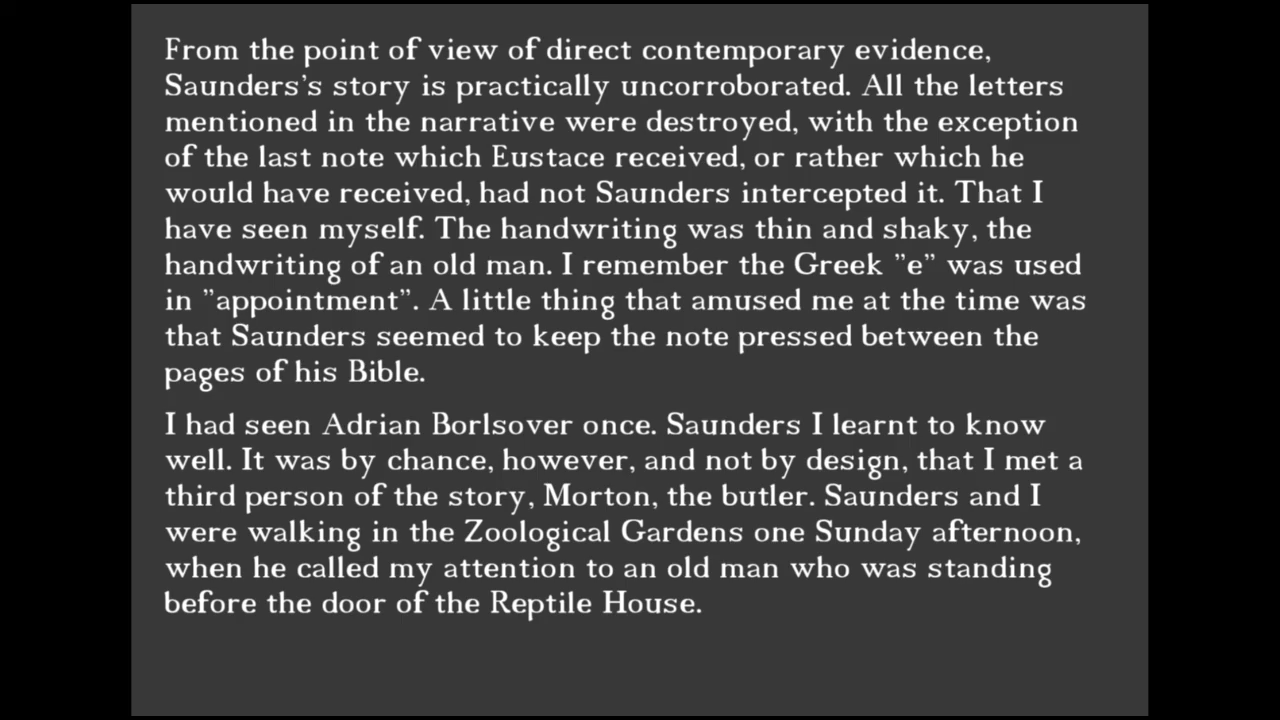 From the point of view of direct contemporary evidence,
Saunders's story is practically uncorroborated. All the letters
mentioned in the narrative were destroyed, with the exception
of the last note which Eustace received, or rather which he
would have received, had not Saunders intercepted it. That I
have seen myself. The handwriting was thin and shaky, the
handwriting of an old man. I remember the Greek "e" was used
in "appointment". A little thing that amused me at the time was
that Saunders seemed to keep the note pressed between the
pages of his Bible.
I had seen Adrian Borlsover once. Saunders I learnt to know
well. It was by chance, however, and not by design, that I met a
third person of the story, Morton, the butler. Saunders and I
were walking in the Zoological Gardens one Sunday afternoon,
when he called my attention to an old man who was standing
before the door of the Reptile House.